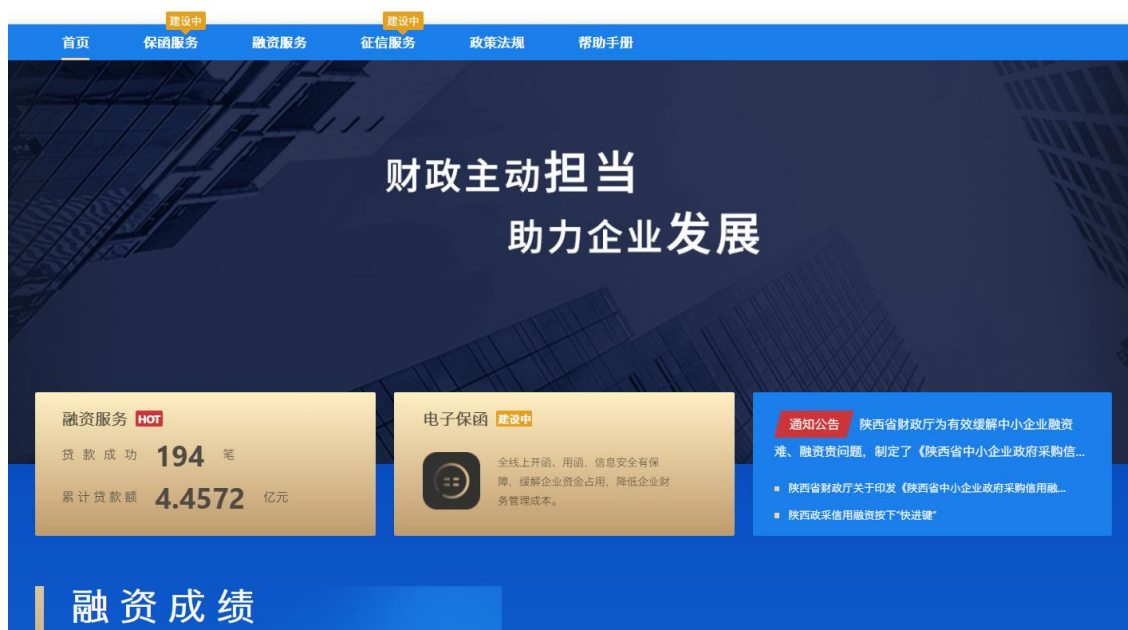 建设中
建设中
首页
保函服务
融资服务
征信服务
政策法规
帮助手册
财政主动担当
助力企业发展
融资服务 HOT
贷款成功 194 笔
累计贷款额 4.4572 亿元
电子保函 建设中
全线上开函、用函，信息安全有保
障，缓解企业资金占用，降低企业财
务管理成本。
通知公告 陕西省财政厅为有效缓解中小企业融资
难、融资贵问题，制定了《陕西省中小企业政府采购信...
陕西省财政厅关于印发《陕西省中小企业政府采购信用融...
陕西政采信用融资按下“快进键”
融资成绩